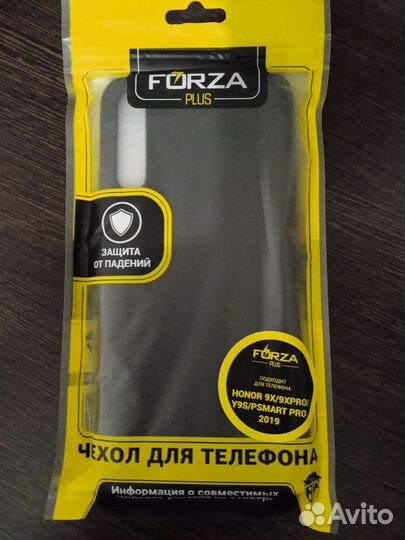 FORZA
PLUS
ЗАЩИТА
ОТ ПАДЕНИЙ
FORZA
PLUS
ПОДХОДИТ
ДЛЯ ТЕЛЕФОНА
HONOR 9X/9XPRO/
Y9S/PSMART PRO
2019
ЧЕХОЛ ДЛЯ ТЕЛЕФОНА
Информация о совместимых
Avito